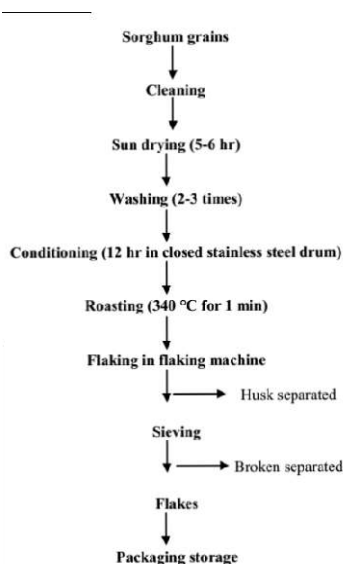 Sorghum grains
Cleaning
Sun drying (5-6 hr)
Washing (2-3 times)
Conditioning (12 hr in closed stainless steel drum)
Roasting (340 °C for 1 min)
Flaking in flaking machine
Husk separated
Sieving
Broken separated
Flakes
Packaging storage